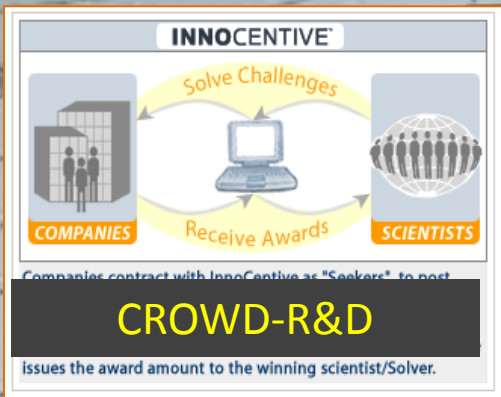 INNOCENTIVE
Solve Challenges
COMPANIES
Receive Awards
SCIENTISTS
Companies contract with InnoCentive as "Seekers" to post
CROWD-R&D
issues the award amount to the winning scientist/Solver.